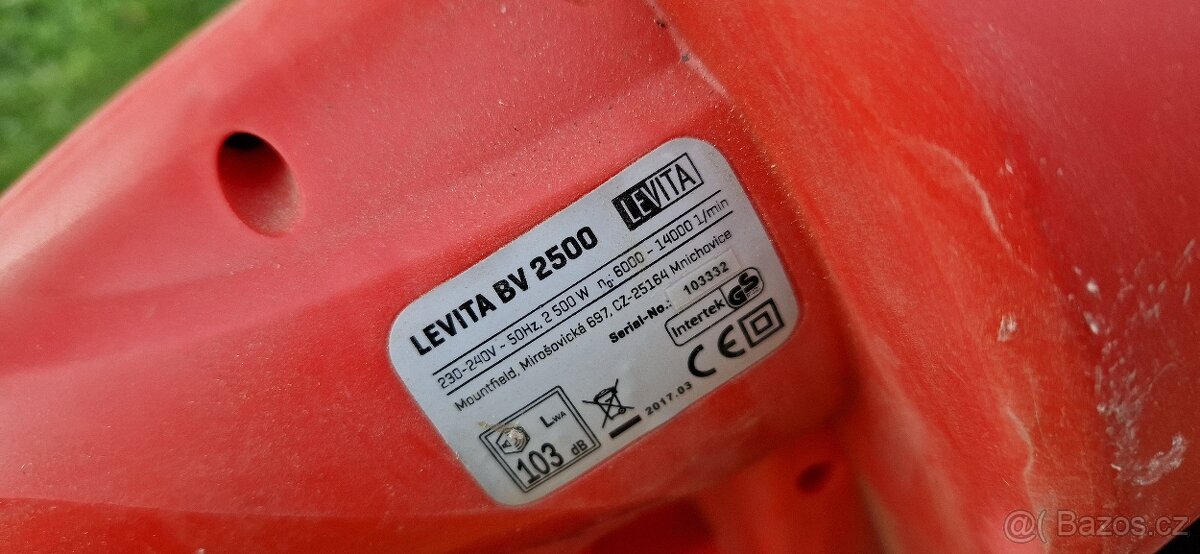 LEVITA
LEVITA BV 2500
230-240V ~ 50Hz, 2 500 W n₀: 6000 - 14000 1/min
Mountfield, Mirošovická 697, CZ-25164 Mnichovice
Serial-No.: 103332
Intertek GS
CE
2017.03
LWA
103 dB
@( Bazos.cz